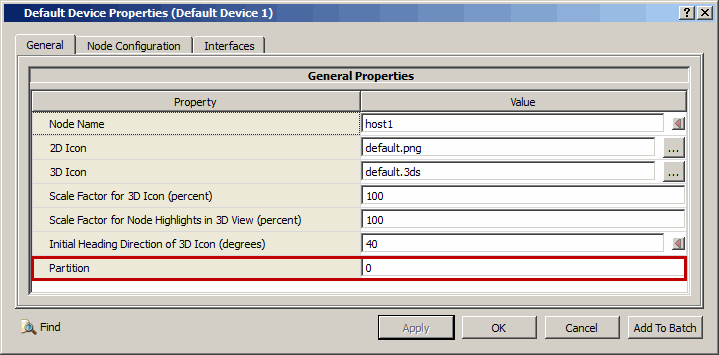 Default Device Properties (Default Device 1)
General Node Configuration Interfaces
General Properties
Property Value
Node Name host1
2D Icon default.png ...
3D Icon default.3ds ...
Scale Factor for 3D Icon (percent) 100
Scale Factor for Node Highlights in 3D View (percent) 100
Initial Heading Direction of 3D Icon (degrees) 40
Partition 0
Find Apply OK Cancel Add To Batch